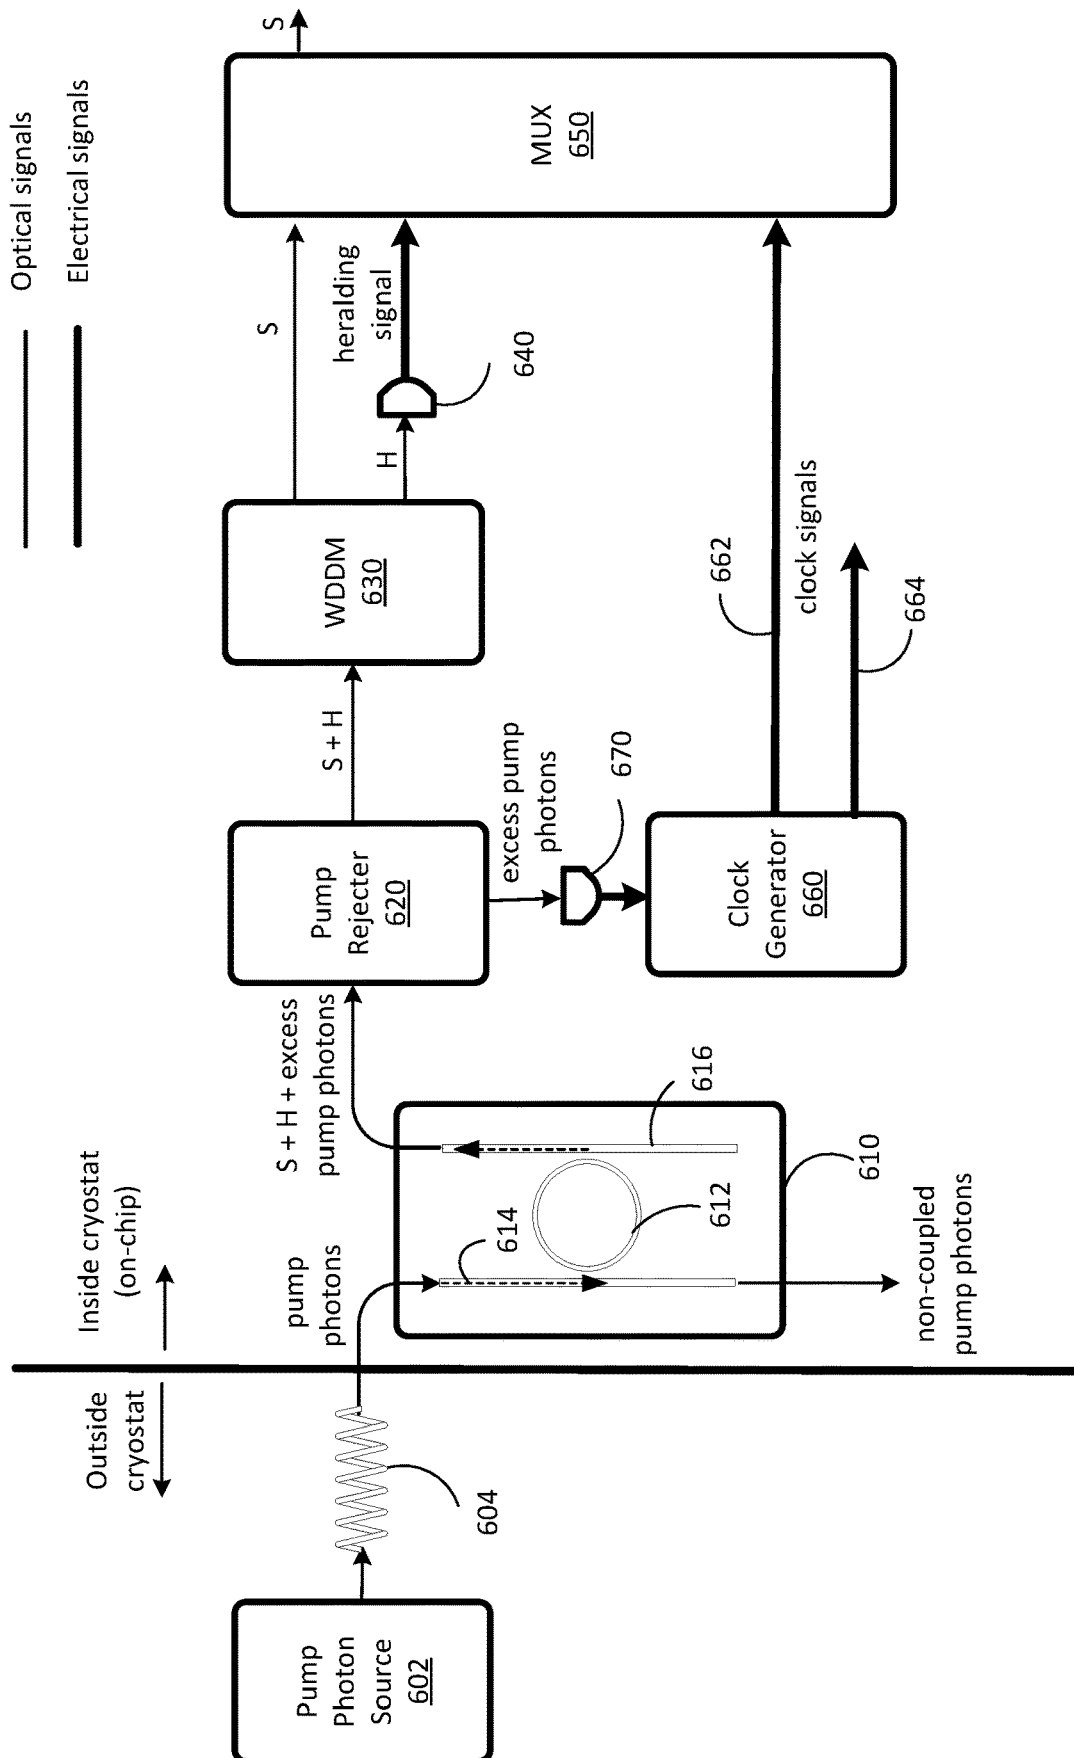 Optical signals
Electrical signals
Outside
cryostat
Inside cryostat
(on-chip)
Pump
Photon
Source
602
604
pump
photons
614
612
616
610
non-coupled
pump photons
S + H + excess
pump photons
Pump
Rejecter
620
excess pump
photons
670
Clock
Generator
660
S + H
WDDM
630
S
H
640
heralding
signal
662
clock signals
664
MUX
650
S